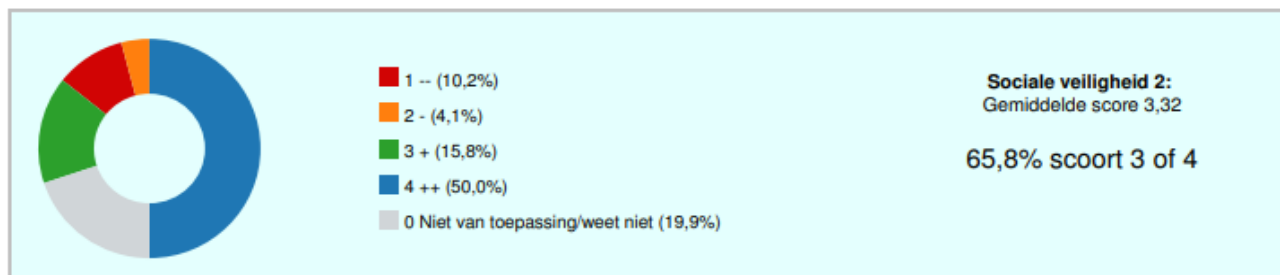 1 -- (10,2%)
2 - (4,1%)
3 + (15,8%)
4 ++ (50,0%)
0 Niet van toepassing/weet niet (19,9%)
Sociale veiligheid 2:
Gemiddelde score 3,32
65,8% scoort 3 of 4